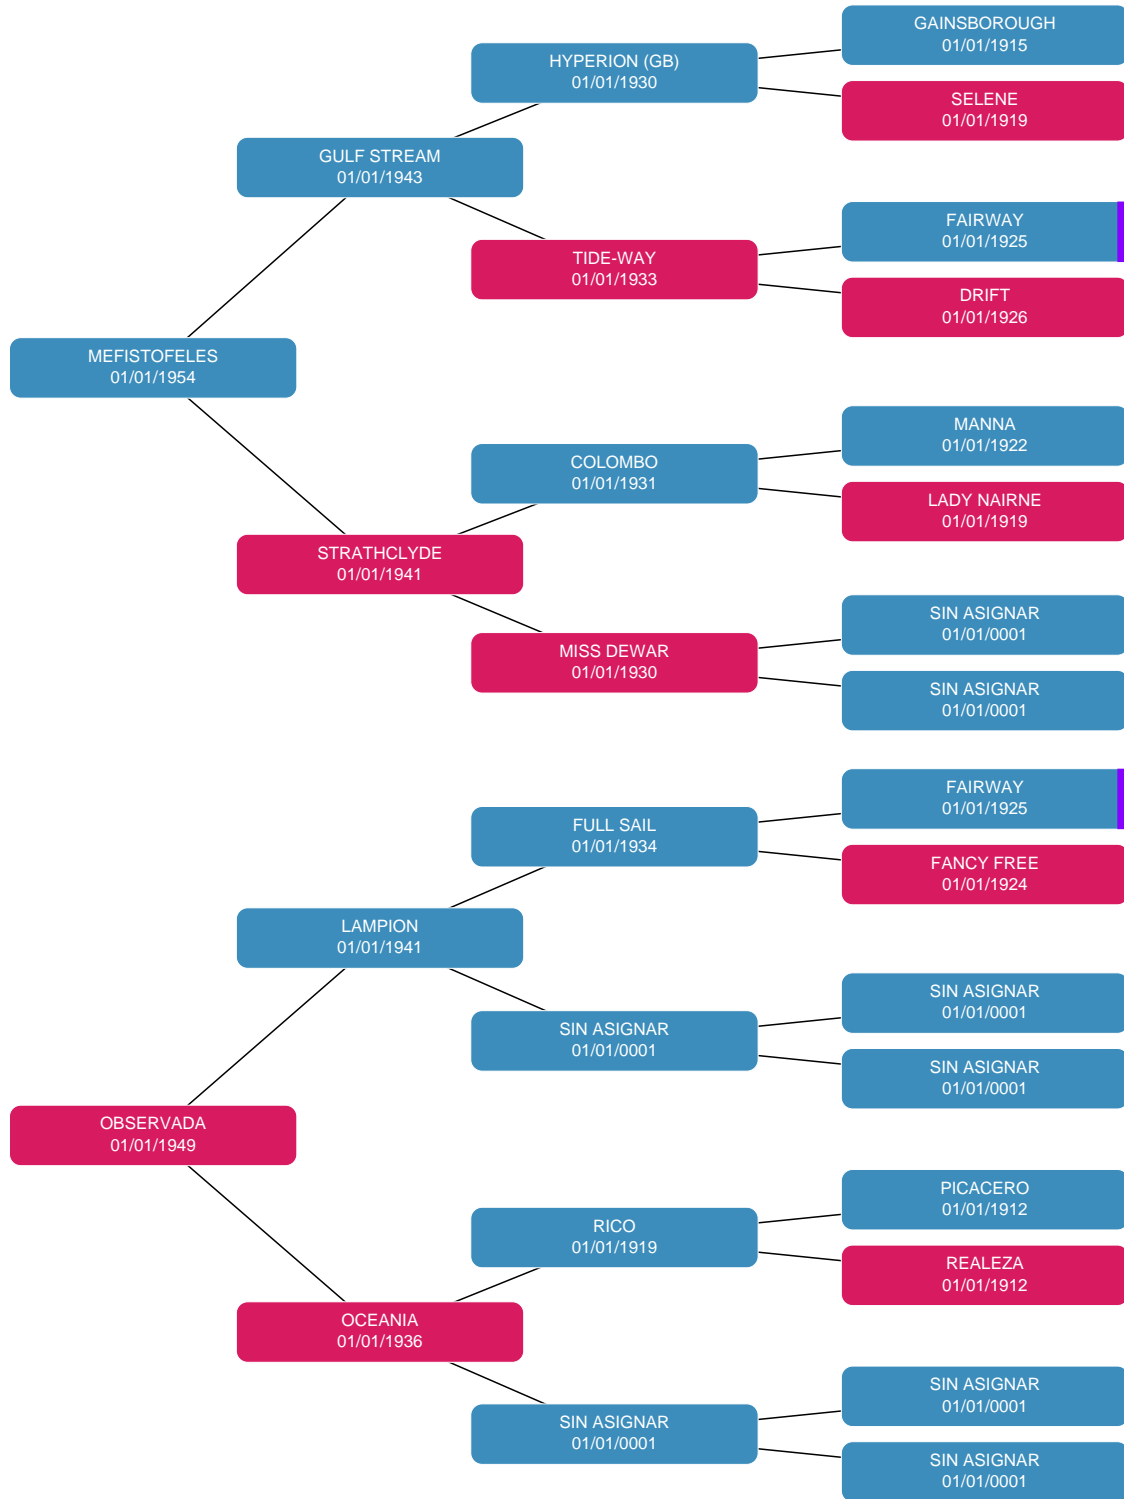 GAINSBOROUGH
01/01/1915
HYPERION (GB)
01/01/1930
SELENE
01/01/1919
GULF STREAM
01/01/1943
FAIRWAY
01/01/1925
TIDE-WAY
01/01/1933
DRIFT
01/01/1926
MEFISTOFELES
01/01/1954
MANNA
01/01/1922
COLOMBO
01/01/1931
LADY NAIRNE
01/01/1919
STRATHCLYDE
01/01/1941
SIN ASIGNAR
01/01/0001
MISS DEWAR
01/01/1930
SIN ASIGNAR
01/01/0001
FAIRWAY
01/01/1925
FULL SAIL
01/01/1934
FANCY FREE
01/01/1924
LAMPION
01/01/1941
SIN ASIGNAR
01/01/0001
SIN ASIGNAR
01/01/0001
SIN ASIGNAR
01/01/0001
OBSERVADA
01/01/1949
PICACERO
01/01/1912
RICO
01/01/1919
REALEZA
01/01/1912
OCEANIA
01/01/1936
SIN ASIGNAR
01/01/0001
SIN ASIGNAR
01/01/0001
SIN ASIGNAR
01/01/0001